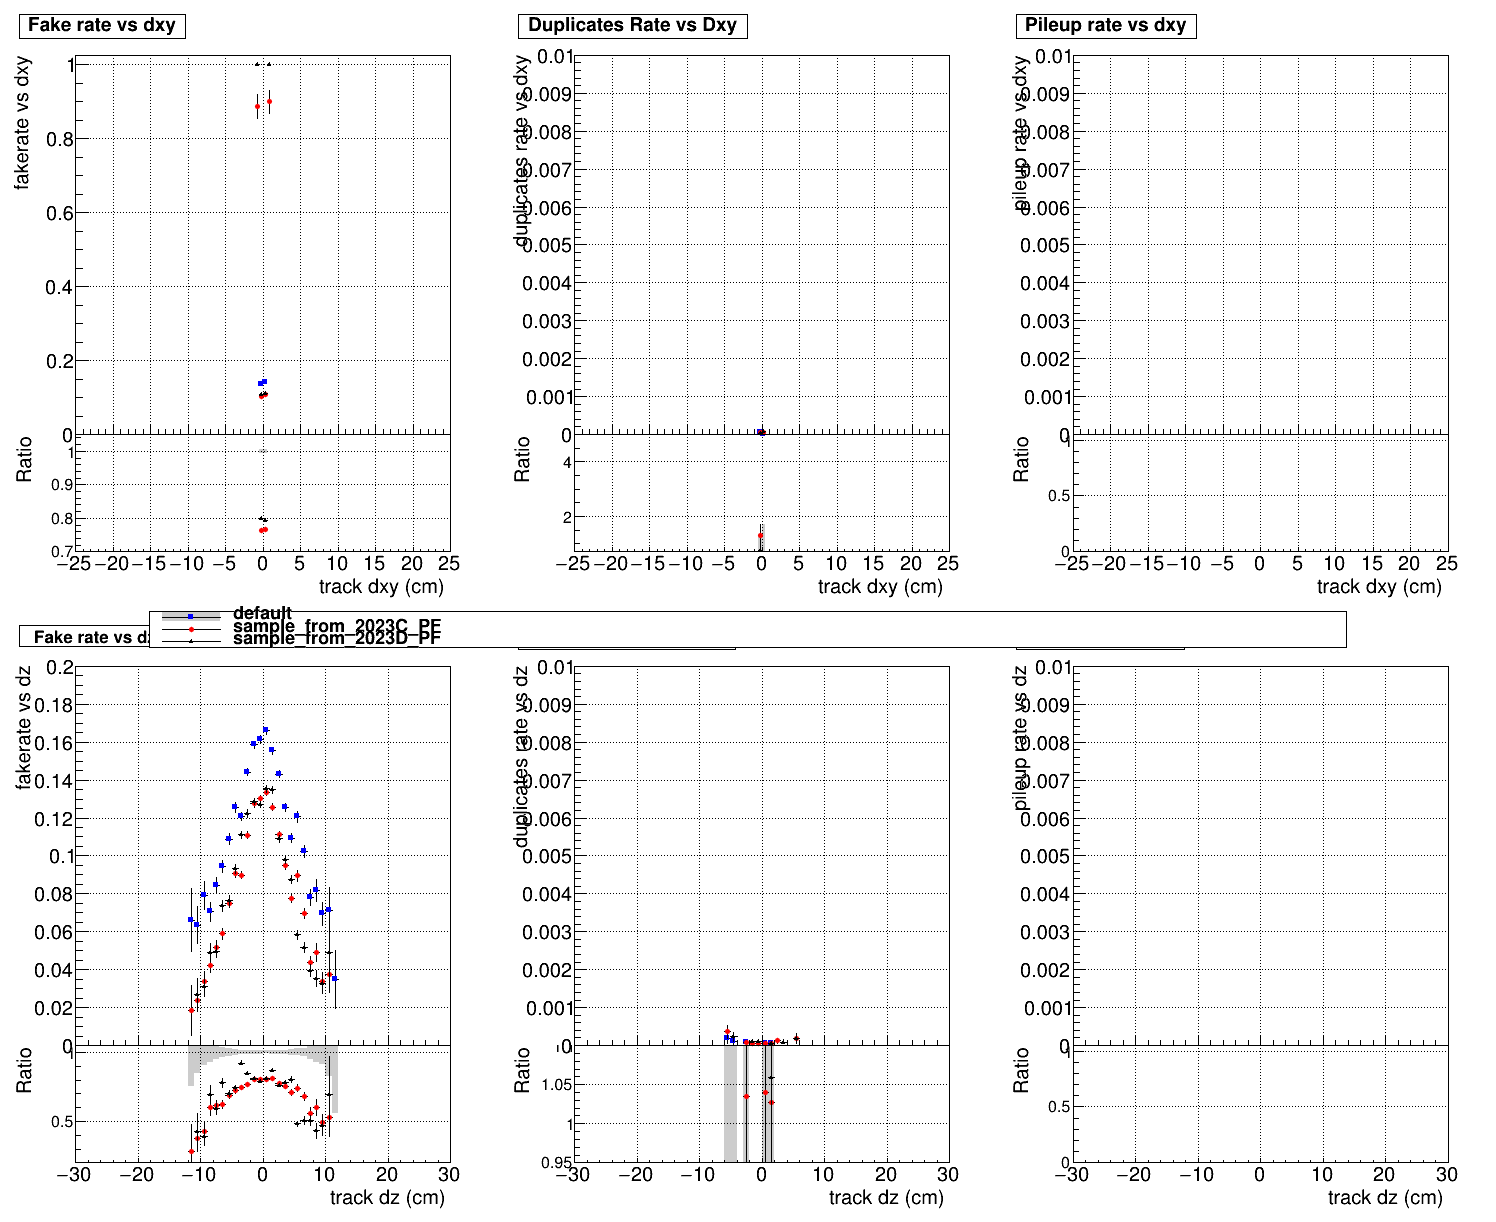 Fake rate vs dxy
fakerate vs dxy
1
0.8
0.6
0.4
0.2
0
Ratio
1
0.9
0.8
0.7
−25 −20 −15 −10 −5 0 5 10 15 20 25
track dxy (cm)
Duplicates Rate vs Dxy
duplicates rate vs dxy
0.01
0.009
0.008
0.007
0.006
0.005
0.004
0.003
0.002
0.001
0
Ratio
4
2
−25 −20 −15 −10 −5 0 5 10 15 20 25
track dxy (cm)
Pileup rate vs dxy
pileup rate vs dxy
0.01
0.009
0.008
0.007
0.006
0.005
0.004
0.003
0.002
0.001
0
Ratio
1
0.5
0
−25 −20 −15 −10 −5 0 5 10 15 20 25
track dxy (cm)
default
sample_from_2023C_PF
sample_from_2023D_PF
Fake rate vs dz
fakerate vs dz
0.2
0.18
0.16
0.14
0.12
0.1
0.08
0.06
0.04
0.02
0
Ratio
1
0.5
−30 −20 −10 0 10 20 30
track dz (cm)
duplicates rate vs dz
0.01
0.009
0.008
0.007
0.006
0.005
0.004
0.003
0.002
0.001
0
Ratio
1.05
1
0.95
−30 −20 −10 0 10 20 30
track dz (cm)
pileup rate vs dz
0.01
0.009
0.008
0.007
0.006
0.005
0.004
0.003
0.002
0.001
0
Ratio
1
0.5
0
−30 −20 −10 0 10 20 30
track dz (cm)